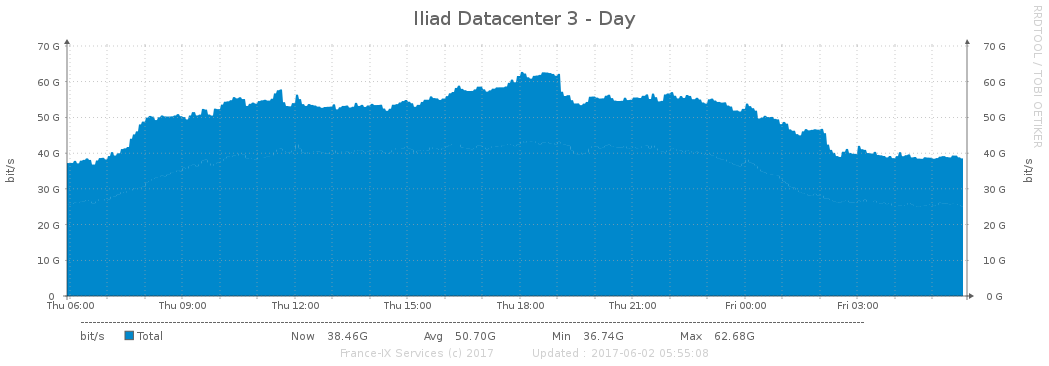 Iliad Datacenter 3 - Day
RRDTOOL / TOBI OETIKER
bit/s
bit/s
70 G 70 G
60 G 60 G
50 G 50 G
40 G 40 G
30 G 30 G
20 G 20 G
10 G 10 G
0 0 G
Thu 06:00 Thu 09:00 Thu 12:00 Thu 15:00 Thu 18:00 Thu 21:00 Fri 00:00 Fri 03:00
bit/s Total Now 38.46G Avg 50.70G Min 36.74G Max 62.68G
France-IX Services (c) 2017 Updated : 2017-06-02 05:55:08